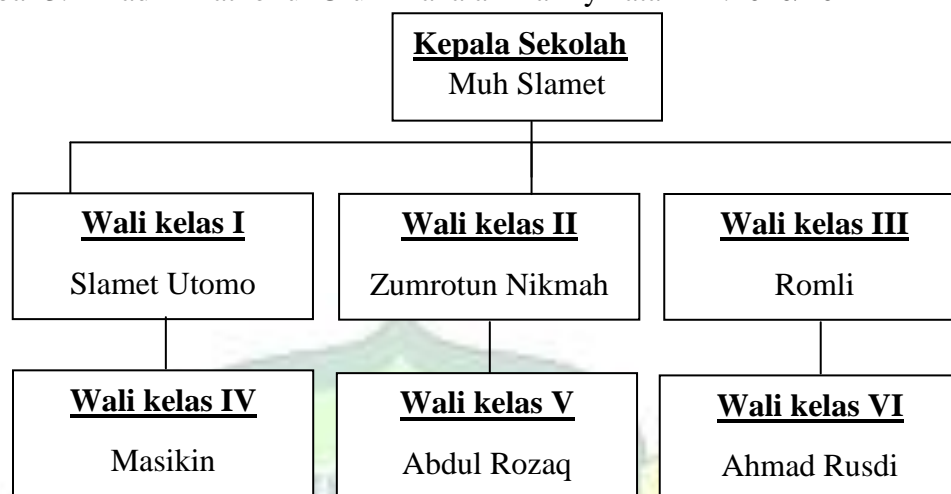 Kepala Sekolah
Muh Slamet
Wali kelas I
Slamet Utomo
Wali kelas II
Zumrotun Nikmah
Wali kelas III
Romli
Wali kelas IV
Masikin
Wali kelas V
Abdul Rozaq
Wali kelas VI
Ahmad Rusdi